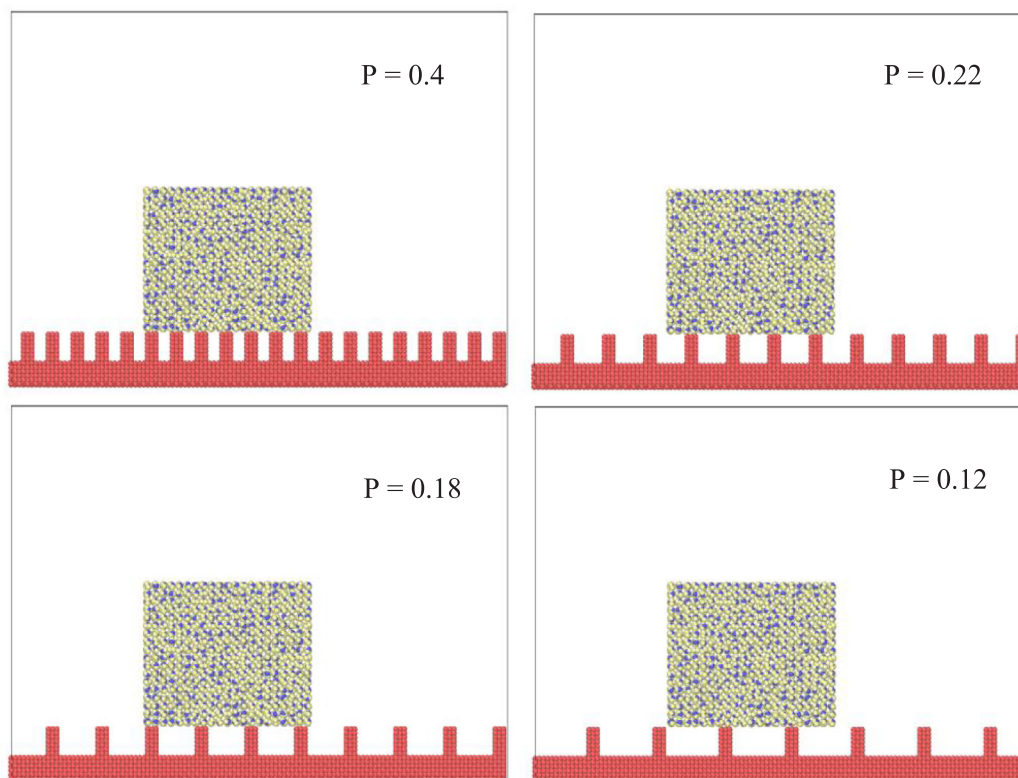 P = 0.4
P = 0.22
P = 0.18
P = 0.12